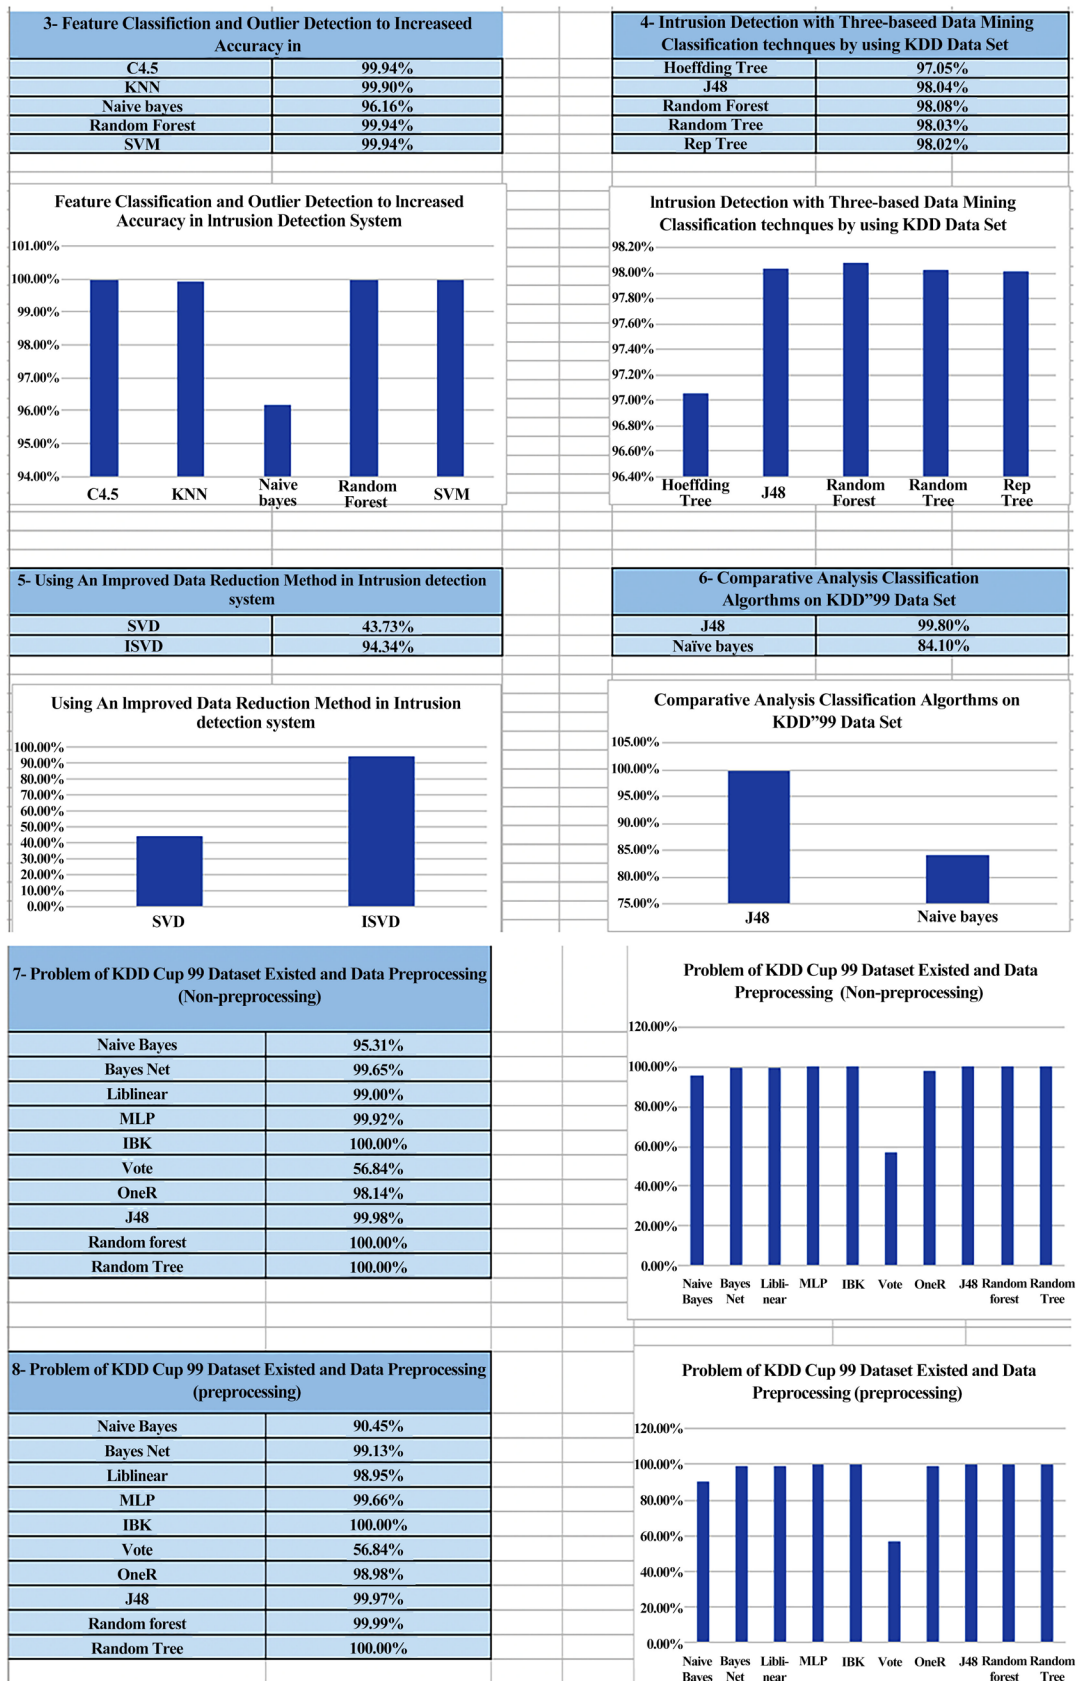 3- Feature Classifiction and Outlier Detection to Increaseed
Accuracy in
C4.5 99.94%
KNN 99.90%
Naive bayes 96.16%
Random Forest 99.94%
SVM 99.94%
4- Intrusion Detection with Three-baseed Data Mining
Classification technques by using KDD Data Set
Hoeffding Tree 97.05%
J48 98.04%
Random Forest 98.08%
Random Tree 98.03%
Rep Tree 98.02%
Feature Classification and Outlier Detection to Increased
Accuracy in Intrusion Detection System
101.00%
100.00%
99.00%
98.00%
97.00%
96.00%
95.00%
94.00%
C4.5 KNN Naive bayes Random Forest SVM
Intrusion Detection with Three-based Data Mining
Classification technques by using KDD Data Set
98.20%
98.00%
97.80%
97.60%
97.40%
97.20%
97.00%
96.80%
96.60%
96.40%
Hoeffding Tree J48 Random Forest Random Tree Rep Tree
5- Using An Improved Data Reduction Method in Intrusion detection
system
SVD 43.73%
ISVD 94.34%
6- Comparative Analysis Classification
Algorthms on KDD”99 Data Set
J48 99.80%
Naïve bayes 84.10%
Using An Improved Data Reduction Method in Intrusion
detection system
100.00%
90.00%
80.00%
70.00%
60.00%
50.00%
40.00%
30.00%
20.00%
10.00%
0.00%
SVD ISVD
Comparative Analysis Classification Algorthms on
KDD”99 Data Set
105.00%
100.00%
95.00%
90.00%
85.00%
80.00%
75.00%
J48 Naive bayes
7- Problem of KDD Cup 99 Dataset Existed and Data Preprocessing
(Non-preprocessing)
Naive Bayes 95.31%
Bayes Net 99.65%
Liblinear 99.00%
MLP 99.92%
IBK 100.00%
Vote 56.84%
OneR 98.14%
J48 99.98%
Random forest 100.00%
Random Tree 100.00%
Problem of KDD Cup 99 Dataset Existed and Data
Preprocessing (Non-preprocessing)
120.00%
100.00%
80.00%
60.00%
40.00%
20.00%
0.00%
Naive Bayes Libli- MLP IBK Vote OneR J48 Random Random
Bayes Net near forest Tree
8- Problem of KDD Cup 99 Dataset Existed and Data Preprocessing
(preprocessing)
Naive Bayes 90.45%
Bayes Net 99.13%
Liblinear 98.95%
MLP 99.66%
IBK 100.00%
Vote 56.84%
OneR 98.98%
J48 99.97%
Random forest 99.99%
Random Tree 100.00%
Problem of KDD Cup 99 Dataset Existed and Data
Preprocessing (preprocessing)
120.00%
100.00%
80.00%
60.00%
40.00%
20.00%
0.00%
Naive Bayes Libli- MLP IBK Vote OneR J48 Random Random
Bayes Net near forest Tree